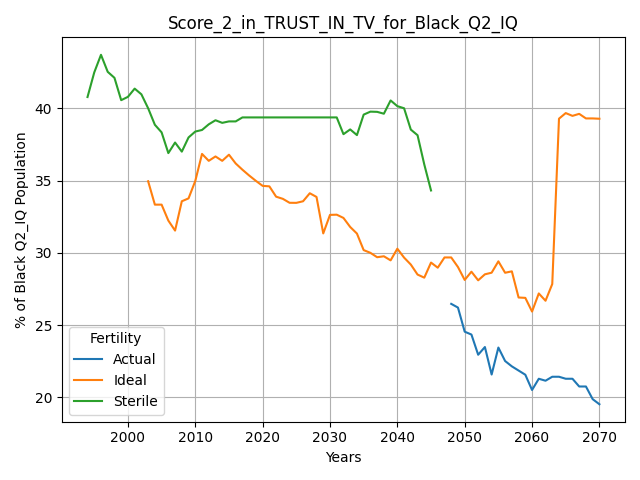 Score_2_in_TRUST_IN_TV_for_Black_Q2_IQ
% of Black Q2_IQ Population
40
35
30
25
20
Fertility
Actual
Ideal
Sterile
2000 2010 2020 2030 2040 2050 2060 2070
Years